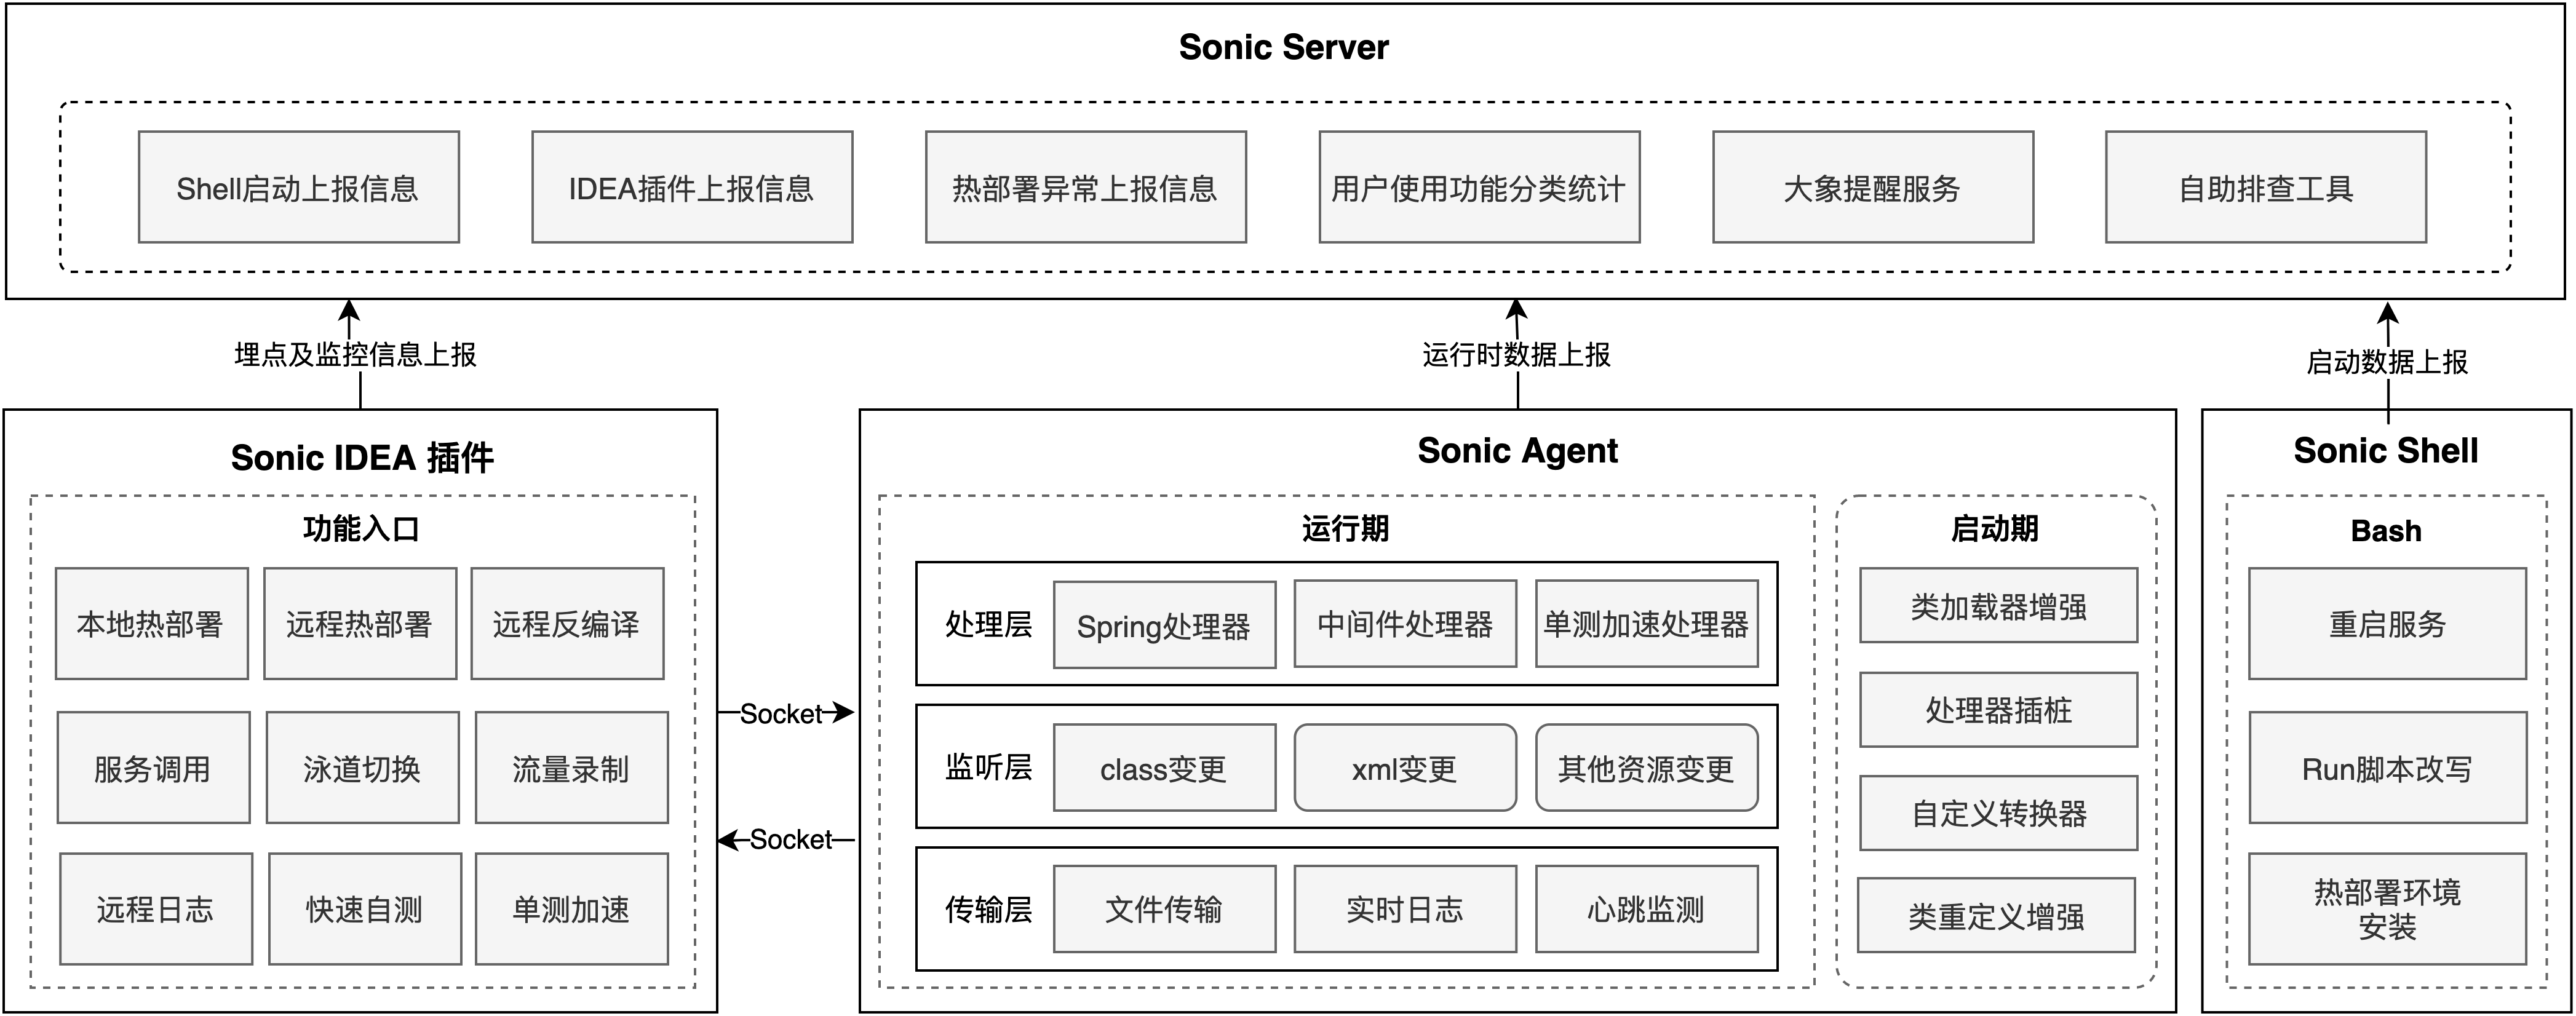 Sonic Server
Shell启动上报信息
IDEA插件上报信息
热部署异常上报信息
用户使用功能分类统计
大象提醒服务
自助排查工具
埋点及监控信息上报
运行时数据上报
启动数据上报
Sonic IDEA 插件
功能入口
本地热部署
远程热部署
远程反编译
服务调用
泳道切换
流量录制
远程日志
快速自测
单测加速
Socket
Socket
Sonic Agent
运行期
处理层
Spring处理器
中间件处理器
单测加速处理器
监听层
class变更
xml变更
其他资源变更
传输层
文件传输
实时日志
心跳监测
启动期
类加载器增强
处理器插桩
自定义转换器
类重定义增强
Sonic Shell
Bash
重启服务
Run脚本改写
热部署环境
安装